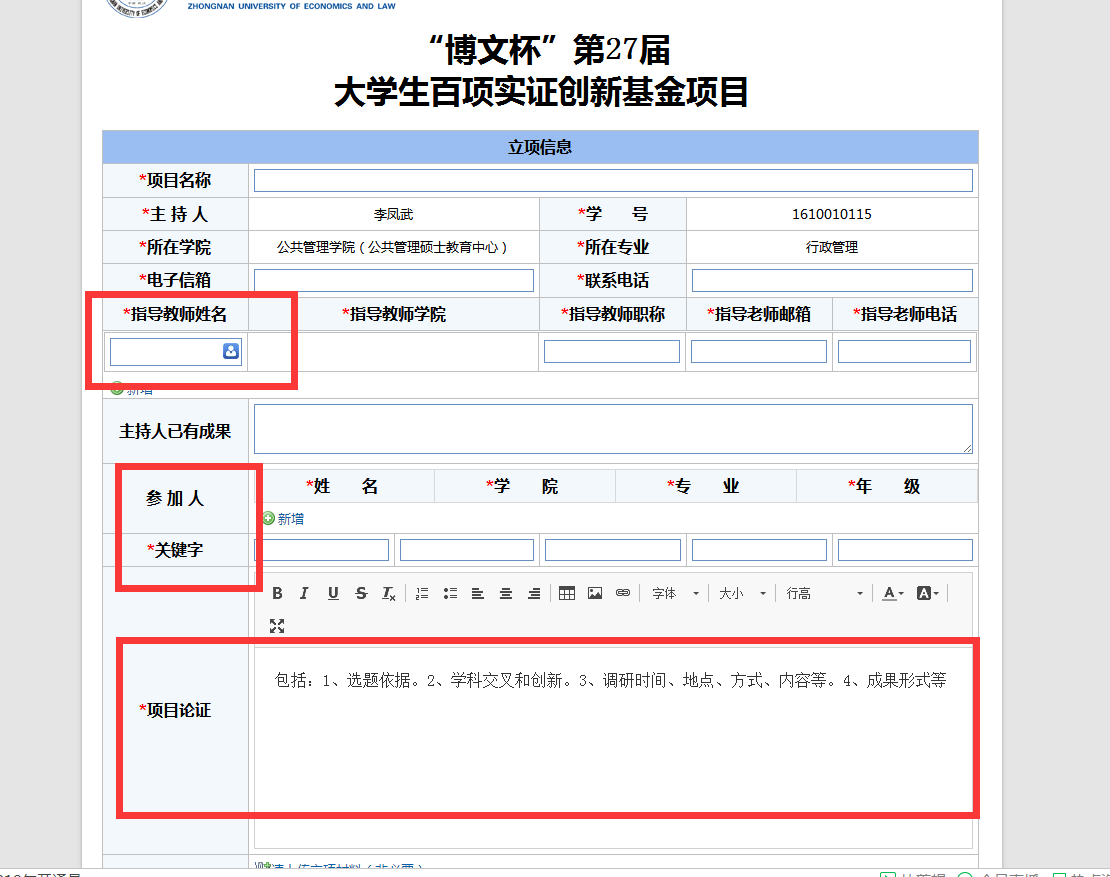 ZHONGNAN UNIVERSITY OF ECONOMICS AND LAW
“博文杯”第27届
大学生百项实证创新基金项目
立项信息
*项目名称
*主 持 人 李凤武 *学 号 1610010115
*所在学院 公共管理学院（公共管理硕士教育中心） *所在专业 行政管理
*电子信箱 *联系电话
*指导教师姓名 *指导教师学院 *指导教师职称 *指导老师邮箱 *指导老师电话
新增
主持人已有成果
参 加 人 *姓 名 *学 院 *专 业 *年 级
新增
*关键字
B I U S Tx 字体 大小 行高 A A
*项目论证
包括：1、选题依据。2、学科交叉和创新。3、调研时间、地点、方式、内容等。4、成果形式等